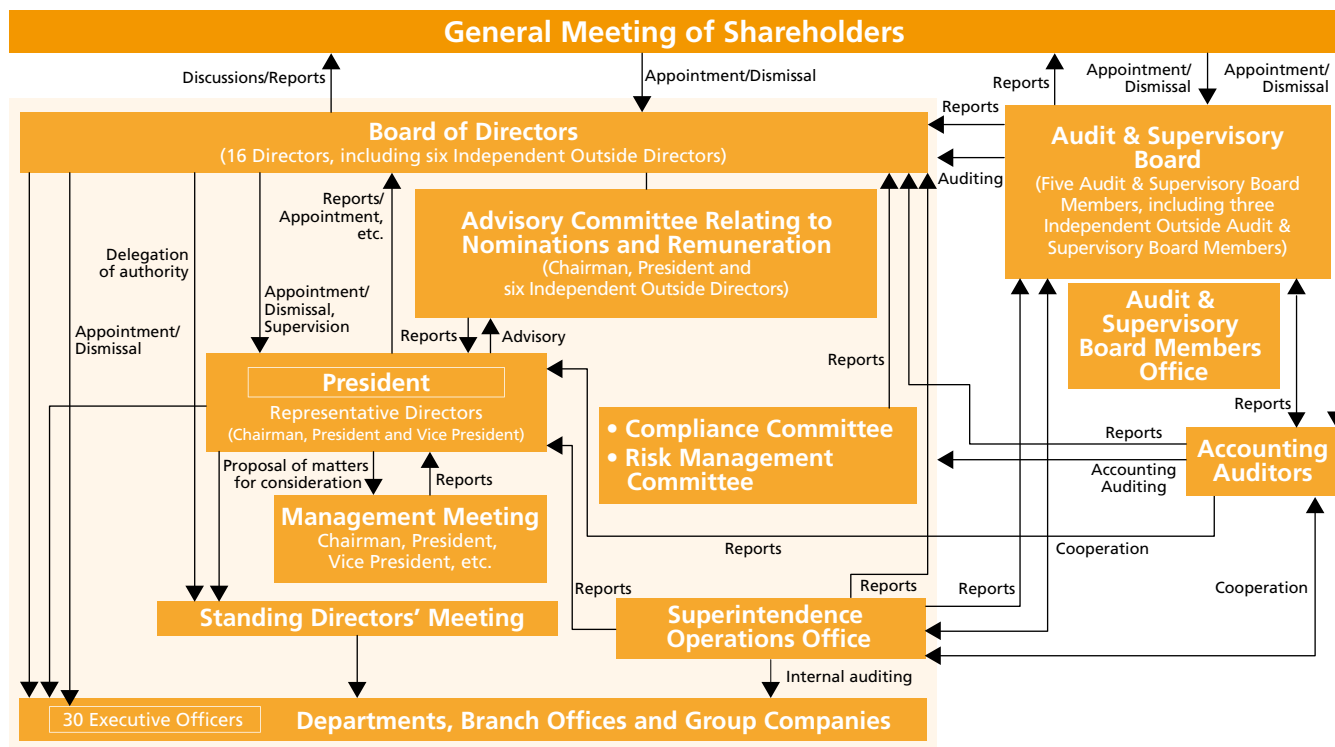 General Meeting of Shareholders
Discussions/Reports
Appointment/Dismissal
Reports
Appointment/
Dismissal
Appointment/
Dismissal
Reports
Board of Directors
(16 Directors, including six Independent Outside Directors)
Auditing
Audit & Supervisory
Board
(Five Audit & Supervisory Board
Members, including three
Independent Outside Audit &
Supervisory Board Members)
Reports/
Appointment,
etc.
Advisory Committee Relating to
Nominations and Remuneration
(Chairman, President and
six Independent Outside Directors)
Delegation
of authority
Appointment/
Dismissal,
Supervision
Appointment/
Dismissal
Reports
Advisory
Reports
Audit &
Supervisory
Board Members
Office
President
Representative Directors
(Chairman, President and Vice President)
• Compliance Committee
• Risk Management
Committee
Reports
Reports
Accounting
Auditing
Accounting
Auditors
Proposal of matters
for consideration
Reports
Management Meeting
Chairman, President,
Vice President, etc.
Reports
Cooperation
Reports
Reports
Reports
Cooperation
Standing Directors’ Meeting
Superintendence
Operations Office
Internal auditing
30 Executive Officers
Departments, Branch Offices and Group Companies